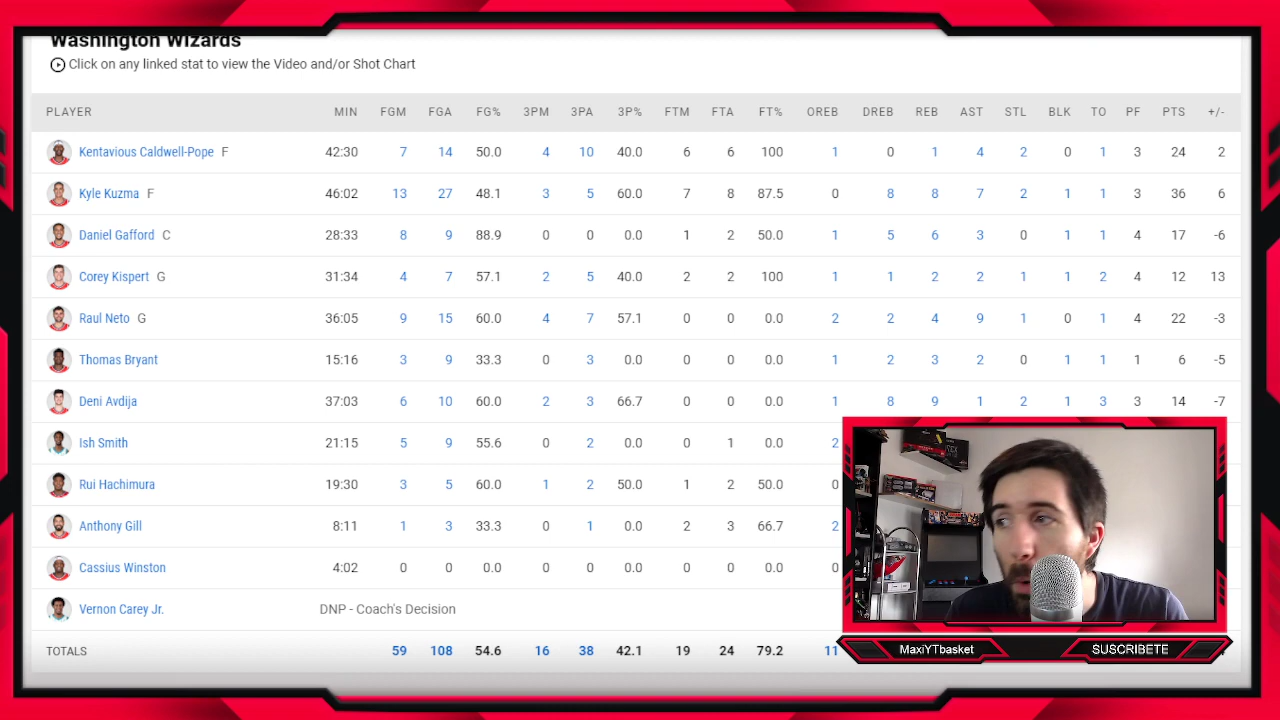 Washington Wizards
Click on any linked stat to view the Video and/or Shot Chart
PLAYER MIN FGM FGA FG% 3PM 3PA 3P% FTM FTA FT% OREB DREB REB AST STL BLK TO PF PTS +/-
Kentavious Caldwell-Pope F 42:30 7 14 50.0 4 10 40.0 6 6 100 1 0 1 4 2 0 1 3 24 2
Kyle Kuzma F 46:02 13 27 48.1 3 5 60.0 7 8 87.5 0 8 8 7 2 1 1 3 36 6
Daniel Gafford C 28:33 8 9 88.9 0 0 0.0 1 2 50.0 1 5 6 3 0 1 1 4 17 -6
Corey Kispert G 31:34 4 7 57.1 2 5 40.0 2 2 100 1 1 2 2 1 1 2 4 12 13
Raul Neto G 36:05 9 15 60.0 4 7 57.1 0 0 0.0 2 2 4 9 1 0 1 4 22 -3
Thomas Bryant 15:16 3 9 33.3 0 3 0.0 0 0 0.0 1 2 3 2 0 1 1 1 6 -5
Deni Avdija 37:03 6 10 60.0 2 3 66.7 0 0 0.0 1 8 9 1 2 1 3 3 14 -7
Ish Smith 21:15 5 9 55.6 0 2 0.0 0 1 0.0 2
Rui Hachimura 19:30 3 5 60.0 1 2 50.0 1 2 50.0 0
Anthony Gill 8:11 1 3 33.3 0 1 0.0 2 3 66.7 2
Cassius Winston 4:02 0 0 0.0 0 0 0.0 0 0 0.0 0
Vernon Carey Jr. DNP - Coach's Decision
TOTALS 59 108 54.6 16 38 42.1 19 24 79.2 11
MaxiYTbasket SUSCRIBETE